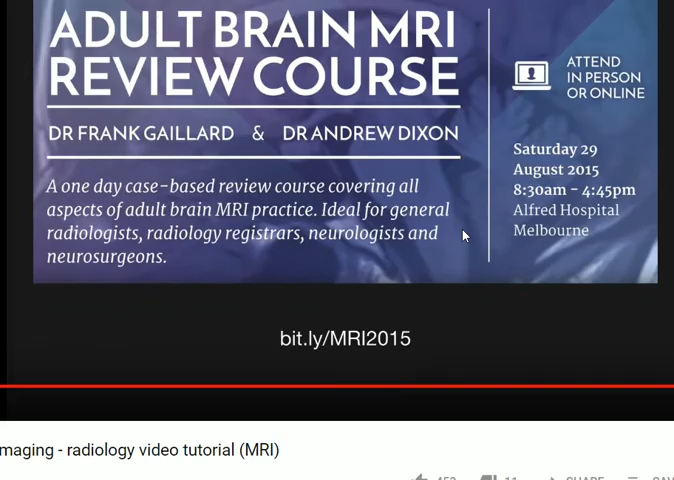 ADULT BRAIN MRI
REVIEW COURSE
DR FRANK GAILLARD & DR ANDREW DIXON
A one day case-based review course covering all
aspects of adult brain MRI practice. Ideal for general
radiologists, radiology registrars, neurologists and
neurosurgeons.
ATTEND
IN PERSON
OR ONLINE
Saturday 29
August 2015
8:30am - 4:45pm
Alfred Hospital
Melbourne
bit.ly/MRI2015
maging - radiology video tutorial (MRI)